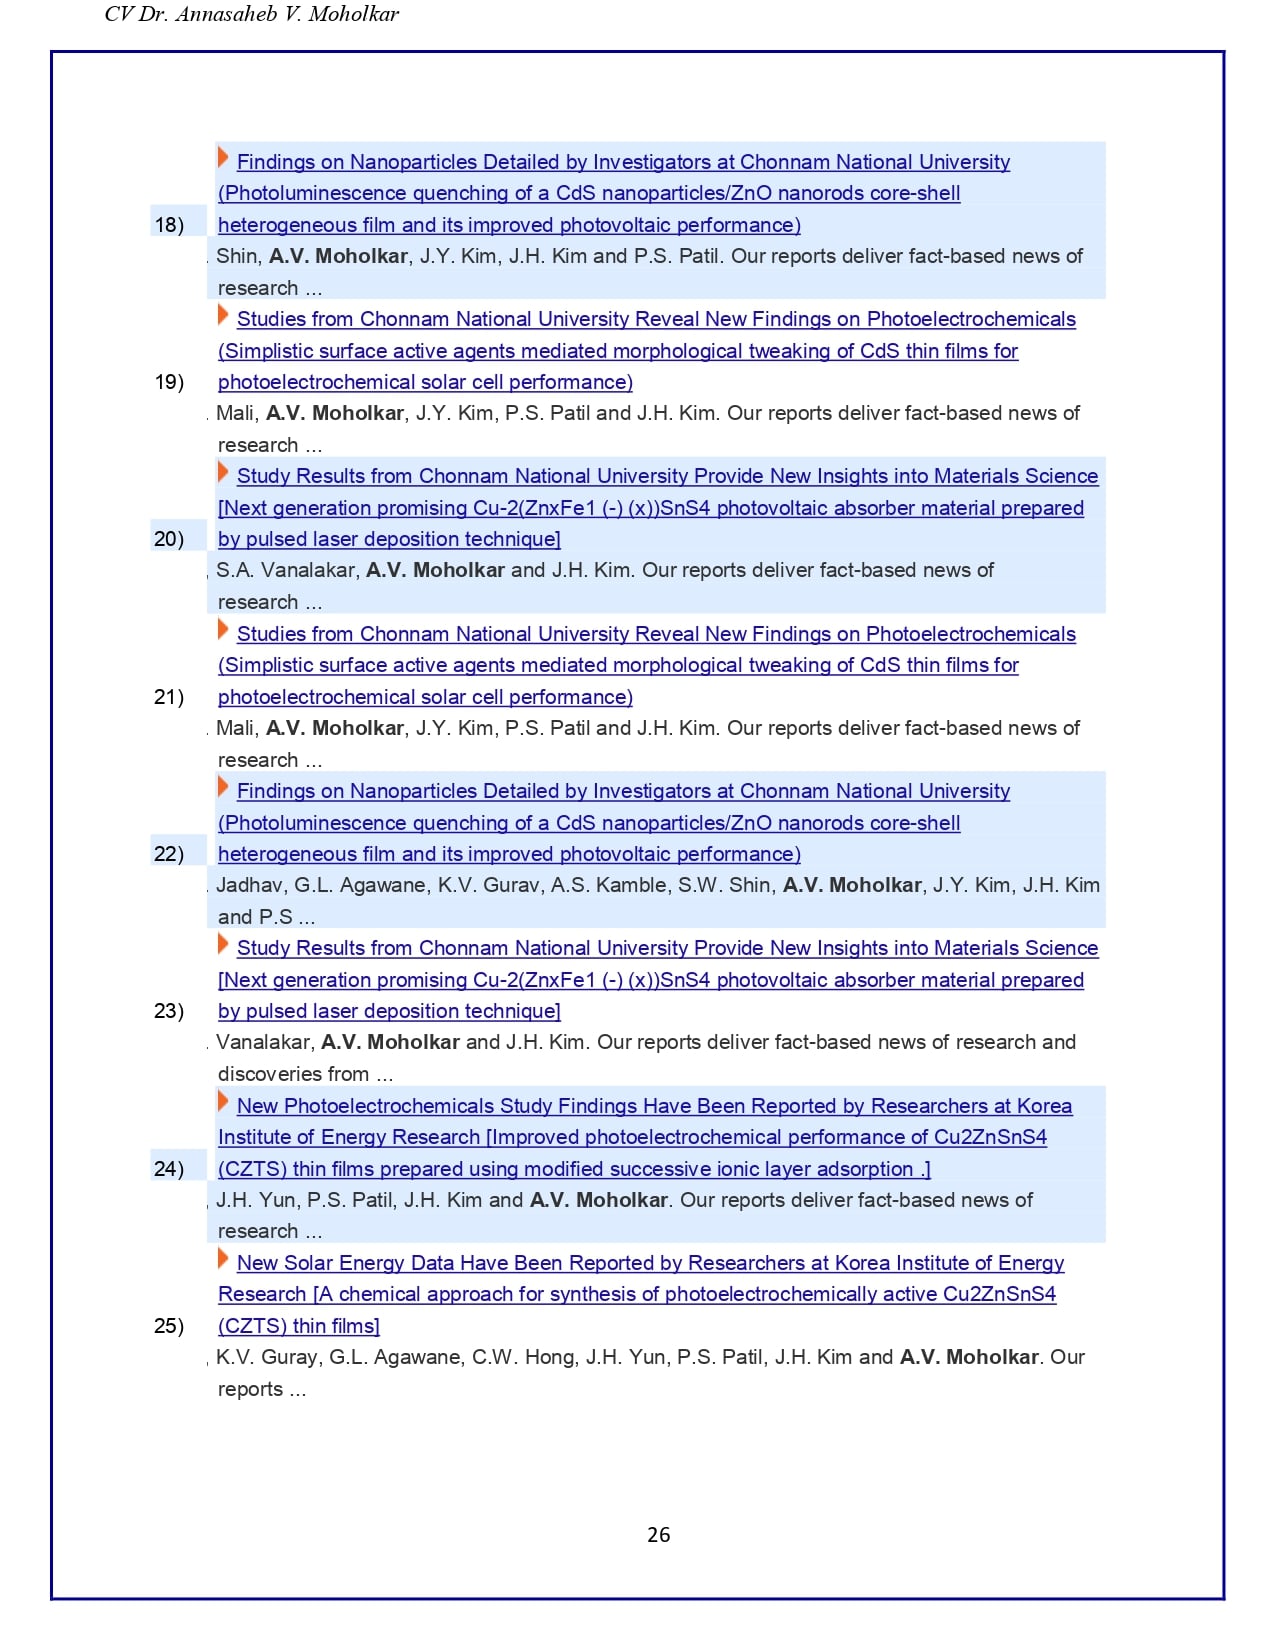 CV Dr. Annasaheb V. Moholkar
Findings on Nanoparticles Detailed by Investigators at Chonnam National University
(Photoluminescence quenching of a CdS nanoparticles/ZnO nanorods core-shell
18) heterogeneous film and its improved photovoltaic performance)
. Shin, A.V. Moholkar, J.Y. Kim, J.H. Kim and P.S. Patil. Our reports deliver fact-based news of
research ...
Studies from Chonnam National University Reveal New Findings on Photoelectrochemicals
(Simplistic surface active agents mediated morphological tweaking of CdS thin films for
19) photoelectrochemical solar cell performance)
. Mali, A.V. Moholkar, J.Y. Kim, P.S. Patil and J.H. Kim. Our reports deliver fact-based news of
research ...
Study Results from Chonnam National University Provide New Insights into Materials Science
[Next generation promising Cu-2(ZnxFe1 (-) (x))SnS4 photovoltaic absorber material prepared
20) by pulsed laser deposition technique]
, S.A. Vanalakar, A.V. Moholkar and J.H. Kim. Our reports deliver fact-based news of
research ...
Studies from Chonnam National University Reveal New Findings on Photoelectrochemicals
(Simplistic surface active agents mediated morphological tweaking of CdS thin films for
21) photoelectrochemical solar cell performance)
. Mali, A.V. Moholkar, J.Y. Kim, P.S. Patil and J.H. Kim. Our reports deliver fact-based news of
research ...
Findings on Nanoparticles Detailed by Investigators at Chonnam National University
(Photoluminescence quenching of a CdS nanoparticles/ZnO nanorods core-shell
22) heterogeneous film and its improved photovoltaic performance)
. Jadhav, G.L. Agawane, K.V. Gurav, A.S. Kamble, S.W. Shin, A.V. Moholkar, J.Y. Kim, J.H. Kim
and P.S ...
Study Results from Chonnam National University Provide New Insights into Materials Science
[Next generation promising Cu-2(ZnxFe1 (-) (x))SnS4 photovoltaic absorber material prepared
23) by pulsed laser deposition technique]
. Vanalakar, A.V. Moholkar and J.H. Kim. Our reports deliver fact-based news of research and
discoveries from ...
New Photoelectrochemicals Study Findings Have Been Reported by Researchers at Korea
Institute of Energy Research [Improved photoelectrochemical performance of Cu2ZnSnS4
24) (CZTS) thin films prepared using modified successive ionic layer adsorption .]
, J.H. Yun, P.S. Patil, J.H. Kim and A.V. Moholkar. Our reports deliver fact-based news of
research ...
New Solar Energy Data Have Been Reported by Researchers at Korea Institute of Energy
Research [A chemical approach for synthesis of photoelectrochemically active Cu2ZnSnS4
25) (CZTS) thin films]
, K.V. Guray, G.L. Agawane, C.W. Hong, J.H. Yun, P.S. Patil, J.H. Kim and A.V. Moholkar. Our
reports ...
26